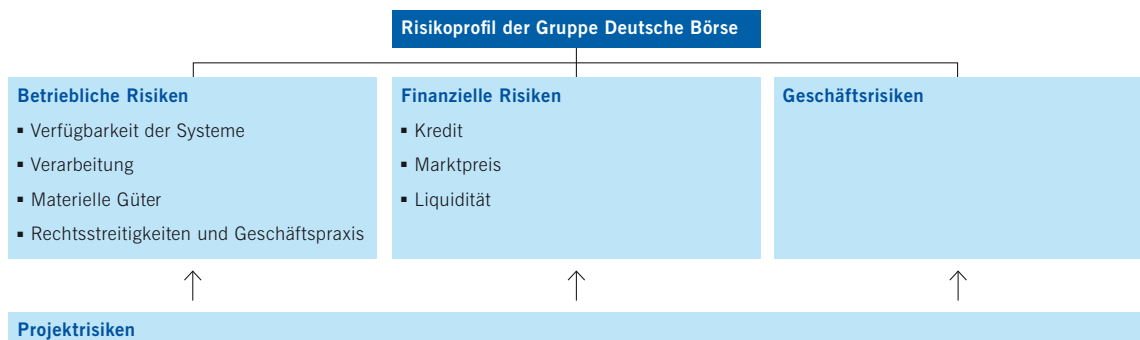 Risikoprofil der Gruppe Deutsche Börse
Betriebliche Risiken
▪ Verfügbarkeit der Systeme
▪ Verarbeitung
▪ Materielle Güter
▪ Rechtsstreitigkeiten und Geschäftspraxis
Finanzielle Risiken
▪ Kredit
▪ Marktpreis
▪ Liquidität
Geschäftsrisiken
Projektrisiken